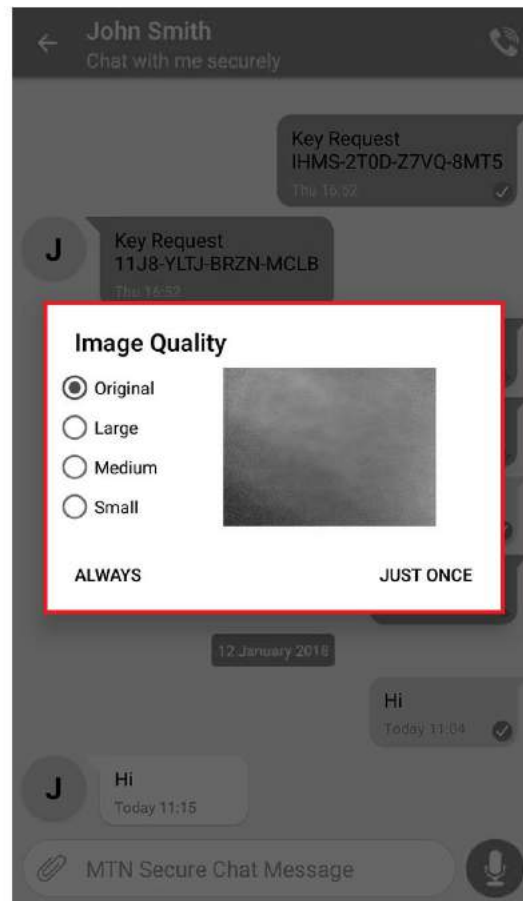 John Smith
Chat with me securely
Key Request
IHMS-2T0D-Z7VQ-8MT5
Thu 16:52
J
Key Request
11J8-YLTJ-BRZN-MCLB
Thu 16:52
Image Quality
Original
Large
Medium
Small
ALWAYS
JUST ONCE
12 January 2018
Hi
Today 11:04
J
Hi
Today 11:15
MTN Secure Chat Message